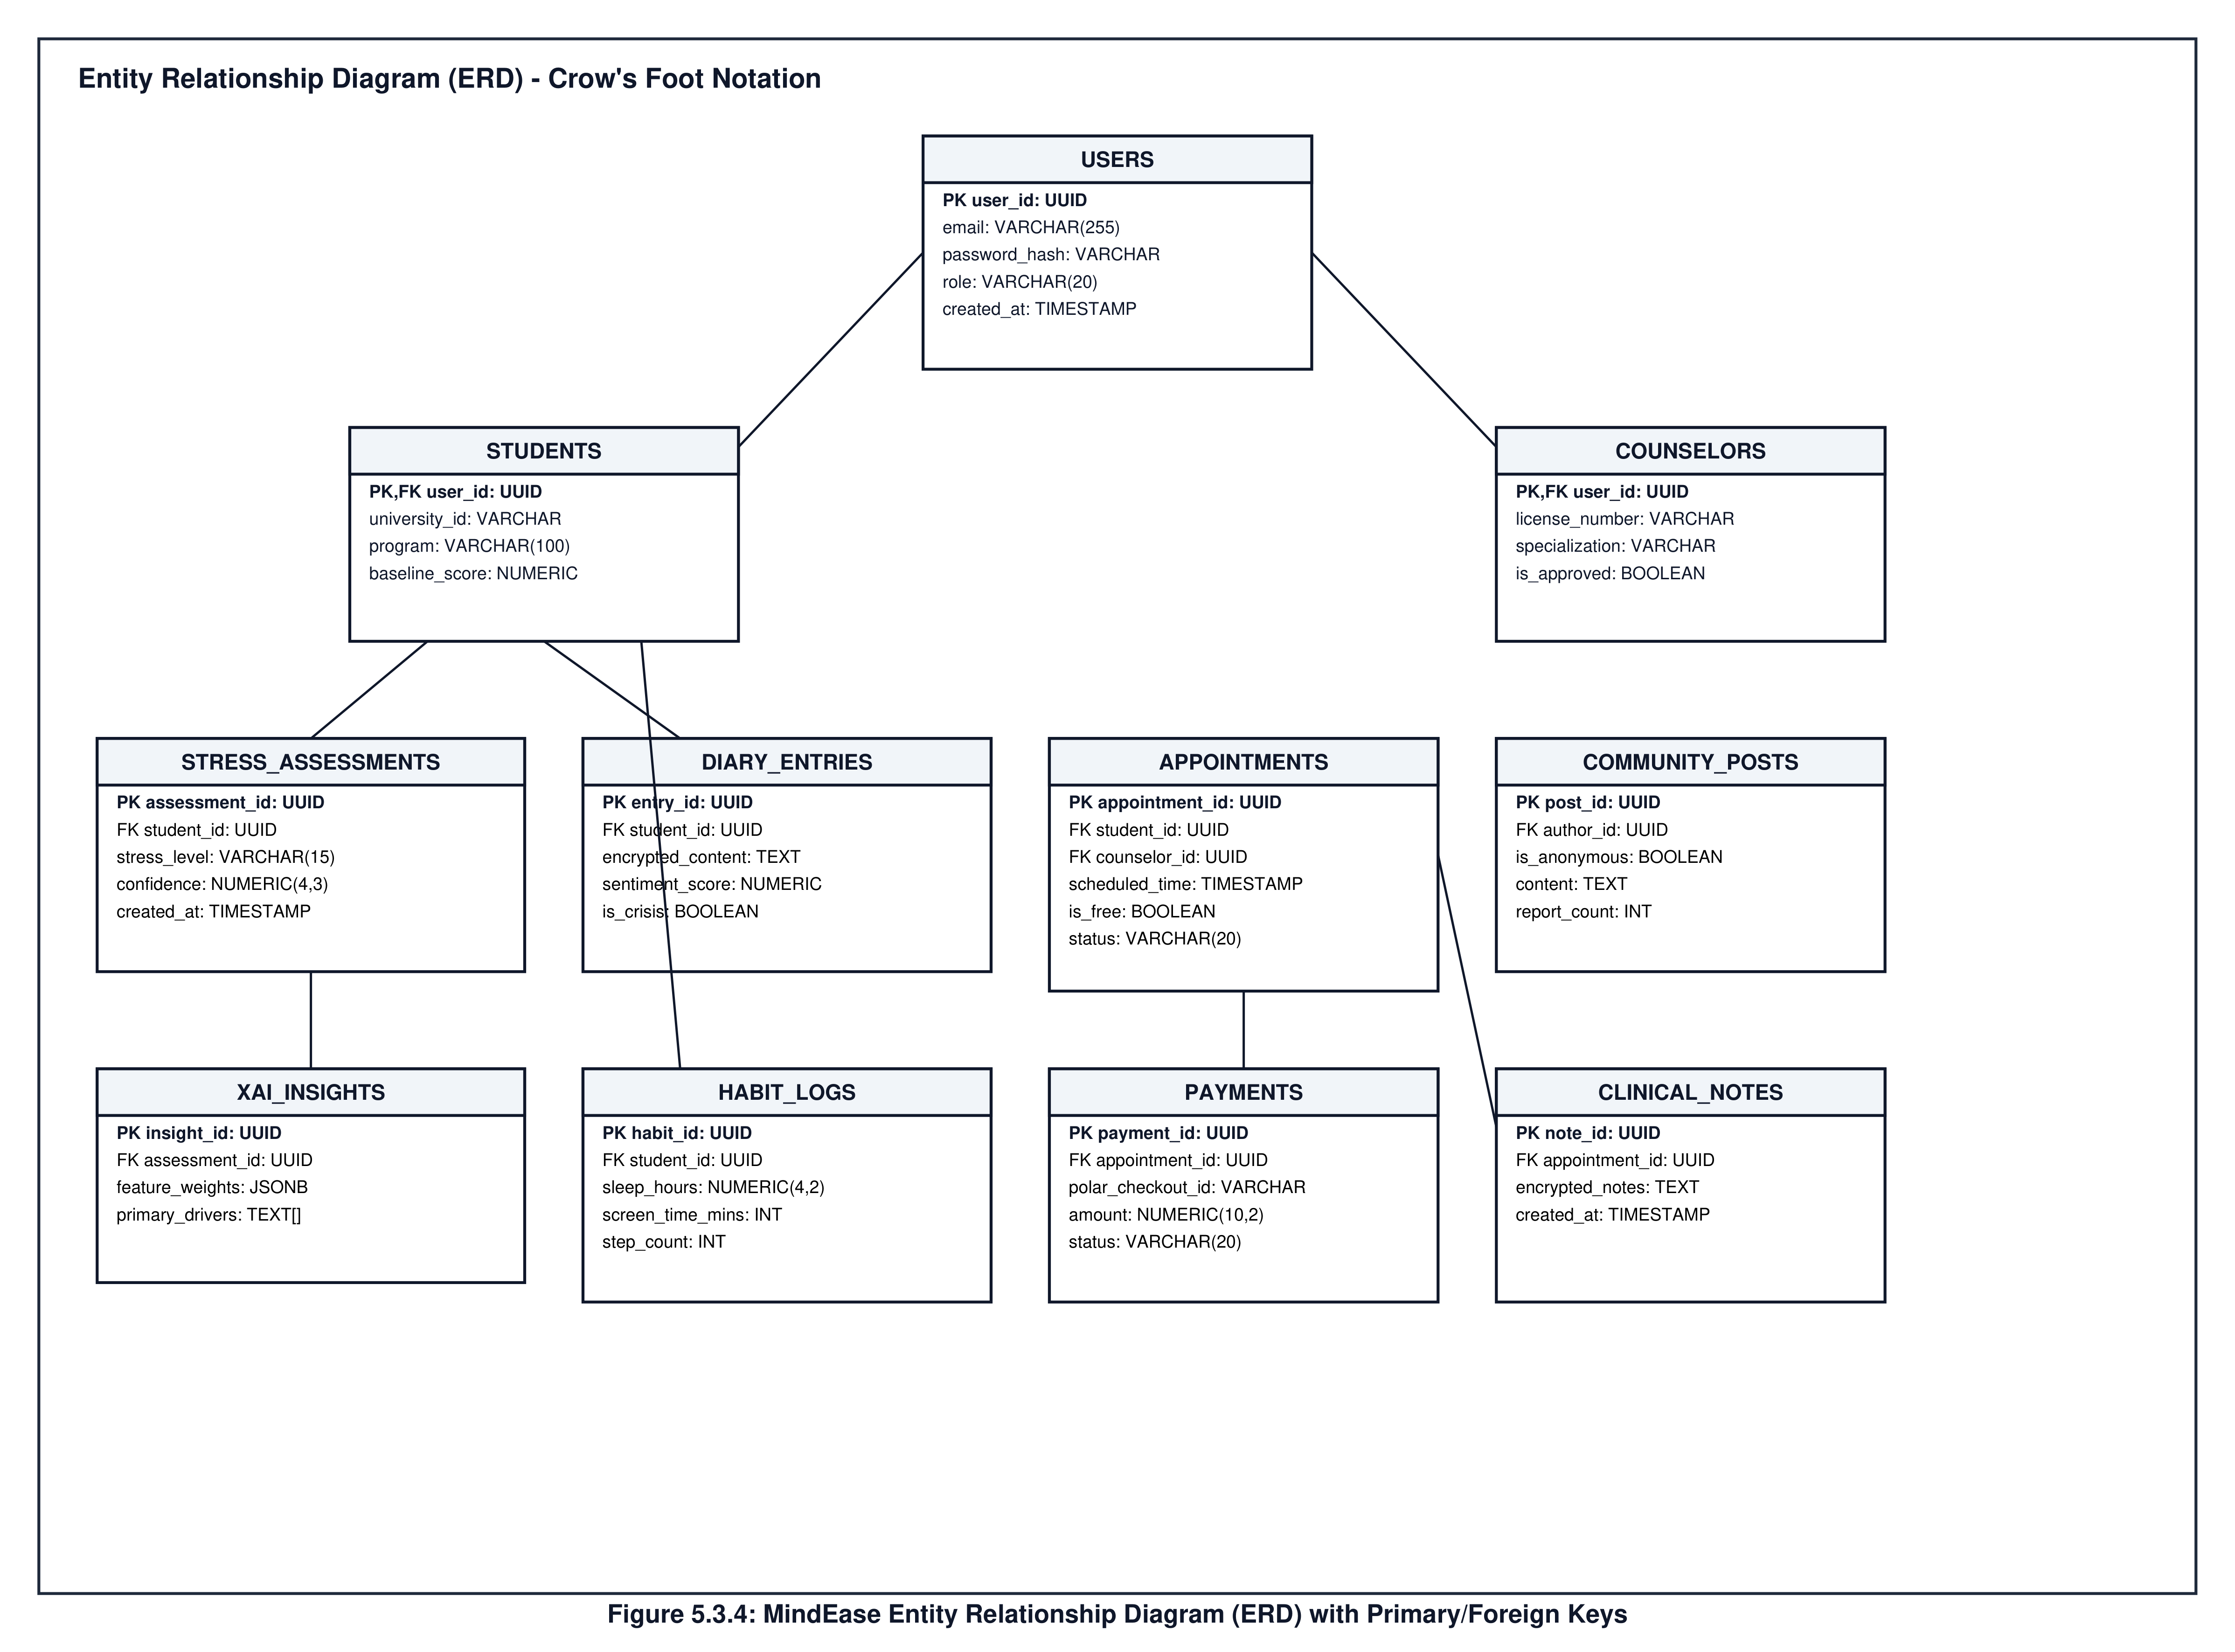 Entity Relationship Diagram (ERD) - Crow's Foot Notation
USERS
PK user_id: UUID
email: VARCHAR(255)
password_hash: VARCHAR
role: VARCHAR(20)
created_at: TIMESTAMP
STUDENTS
PK,FK user_id: UUID
university_id: VARCHAR
program: VARCHAR(100)
baseline_score: NUMERIC
COUNSELORS
PK,FK user_id: UUID
license_number: VARCHAR
specialization: VARCHAR
is_approved: BOOLEAN
STRESS_ASSESSMENTS
PK assessment_id: UUID
FK student_id: UUID
stress_level: VARCHAR(15)
confidence: NUMERIC(4,3)
created_at: TIMESTAMP
DIARY_ENTRIES
PK entry_id: UUID
FK student_id: UUID
encrypted_content: TEXT
sentiment_score: NUMERIC
is_crisis: BOOLEAN
APPOINTMENTS
PK appointment_id: UUID
FK student_id: UUID
FK counselor_id: UUID
scheduled_time: TIMESTAMP
is_free: BOOLEAN
status: VARCHAR(20)
COMMUNITY_POSTS
PK post_id: UUID
FK author_id: UUID
is_anonymous: BOOLEAN
content: TEXT
report_count: INT
XAI_INSIGHTS
PK insight_id: UUID
FK assessment_id: UUID
feature_weights: JSONB
primary_drivers: TEXT[]
HABIT_LOGS
PK habit_id: UUID
FK student_id: UUID
sleep_hours: NUMERIC(4,2)
screen_time_mins: INT
step_count: INT
PAYMENTS
PK payment_id: UUID
FK appointment_id: UUID
polar_checkout_id: VARCHAR
amount: NUMERIC(10,2)
status: VARCHAR(20)
CLINICAL_NOTES
PK note_id: UUID
FK appointment_id: UUID
encrypted_notes: TEXT
created_at: TIMESTAMP
Figure 5.3.4: MindEase Entity Relationship Diagram (ERD) with Primary/Foreign Keys